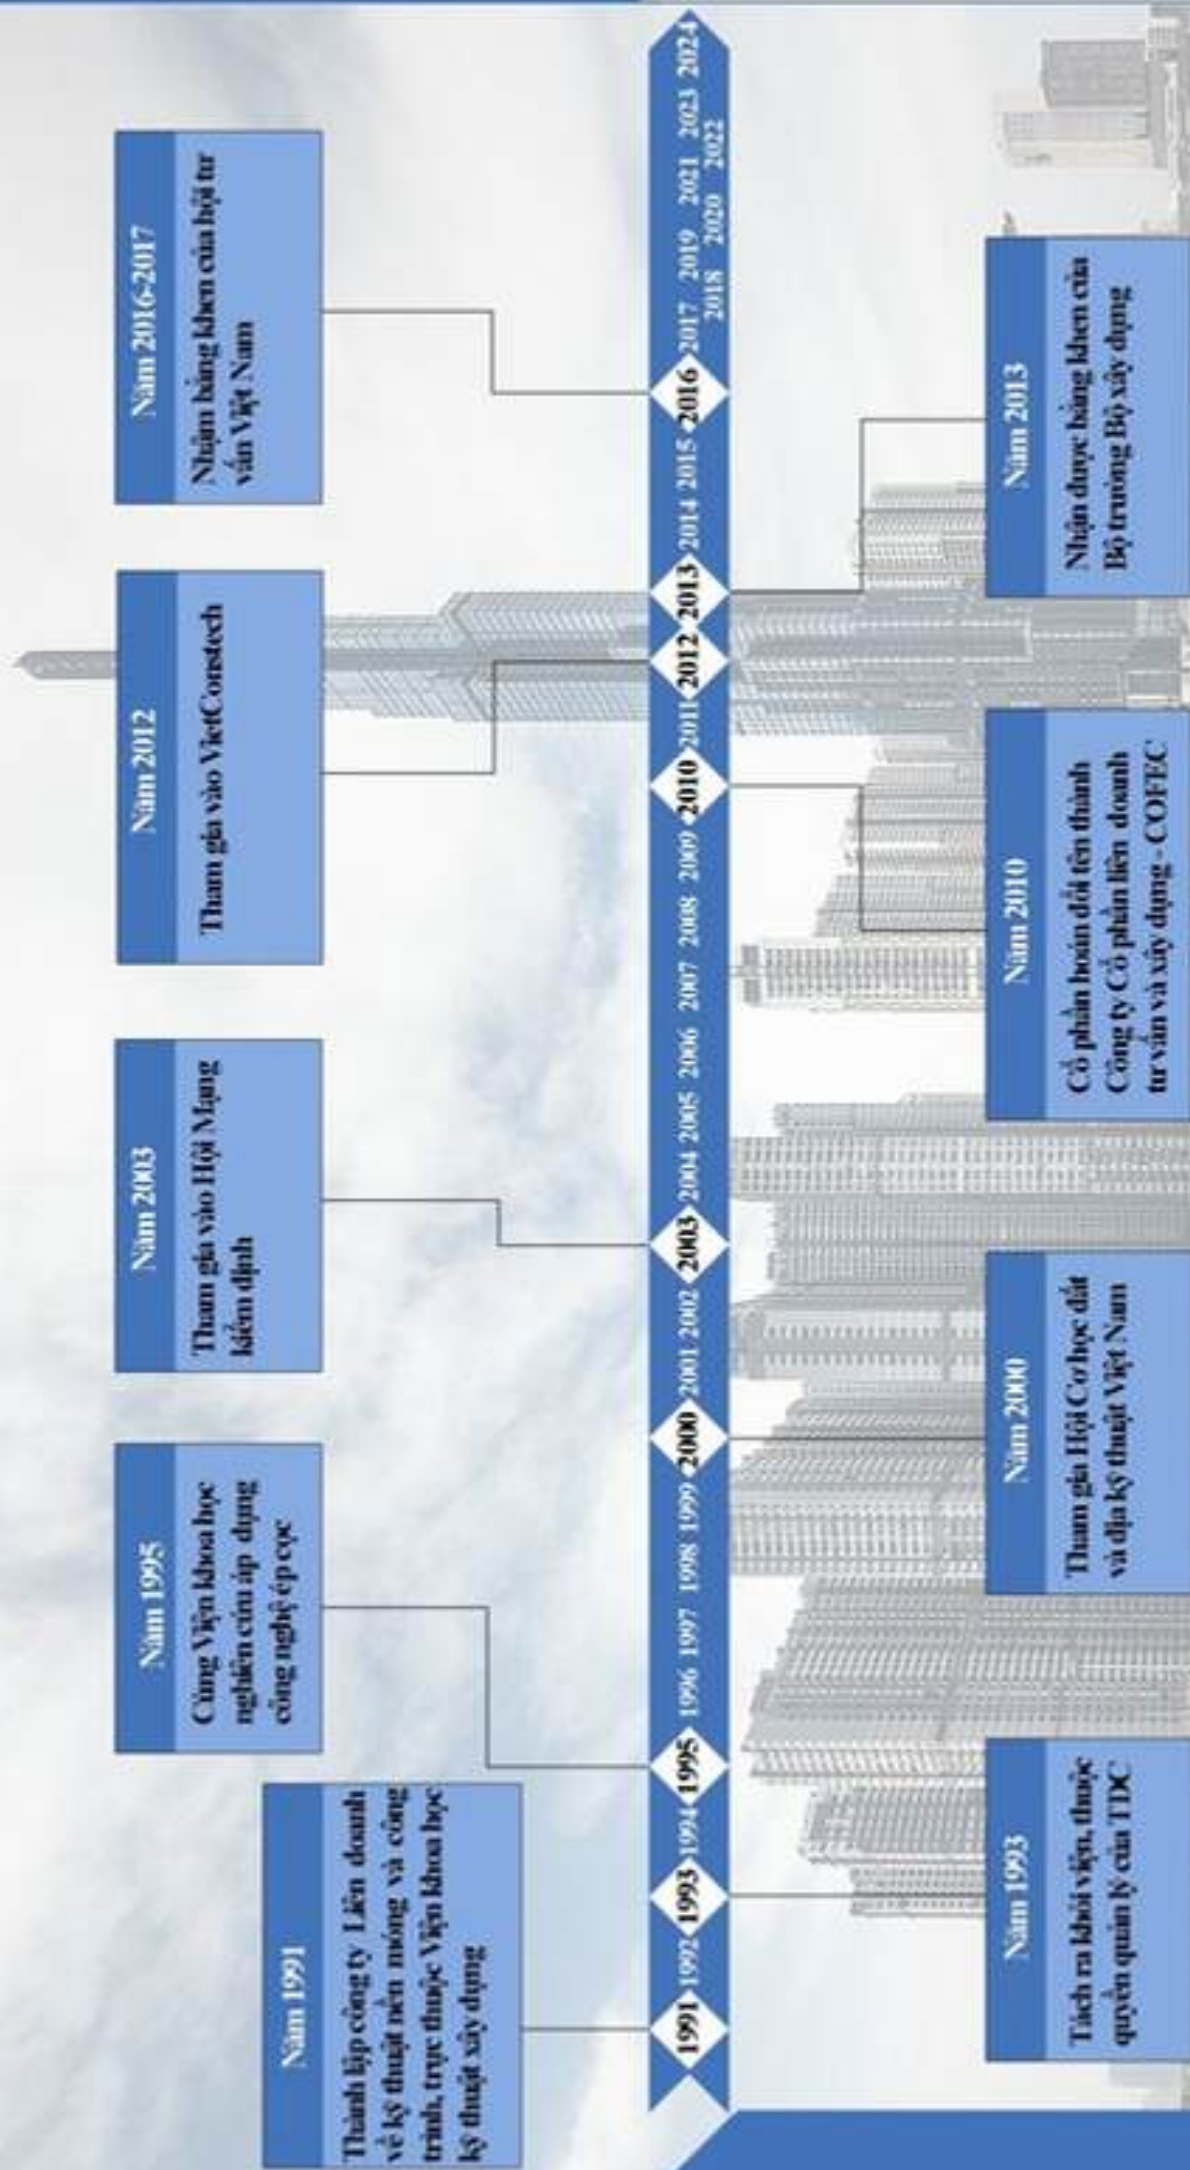 Năm 1991
Thành lập công ty Liên doanh
về kỹ thuật nền móng và công
trình, trực thuộc Viện khoa học
kỹ thuật xây dựng
Năm 1995
Cùng Viện khoa học
nghiên cứu áp dụng
công nghệ ép cọc
Năm 2003
Tham gia vào Hội Mạng
kiểm định
Năm 2012
Tham gia vào VietConstech
Năm 2016-2017
Nhậm bằng khen của hội tư
vấn Việt Nam
1991 1992 1993 1994 1995 1996 1997 1998 1999 2000 2001 2002 2003 2004 2005 2006 2007 2008 2009 2010 2011 2012 2013 2014 2015 2016 2017 2019 2021 2023 2024
2018 2020 2022
Năm 1993
Tách ra khỏi viện, thuộc
quyền quản lý của TDC
Năm 2000
Tham gia Hội Cơ học đất
và địa kỹ thuật Việt Nam
Năm 2010
Cổ phần hoán đổi tên thành
Công ty Cổ phần liên doanh
tư vấn và xây dựng - COFEC
Năm 2013
Nhận được bằng khen của
Bộ trưởng Bộ xây dựng